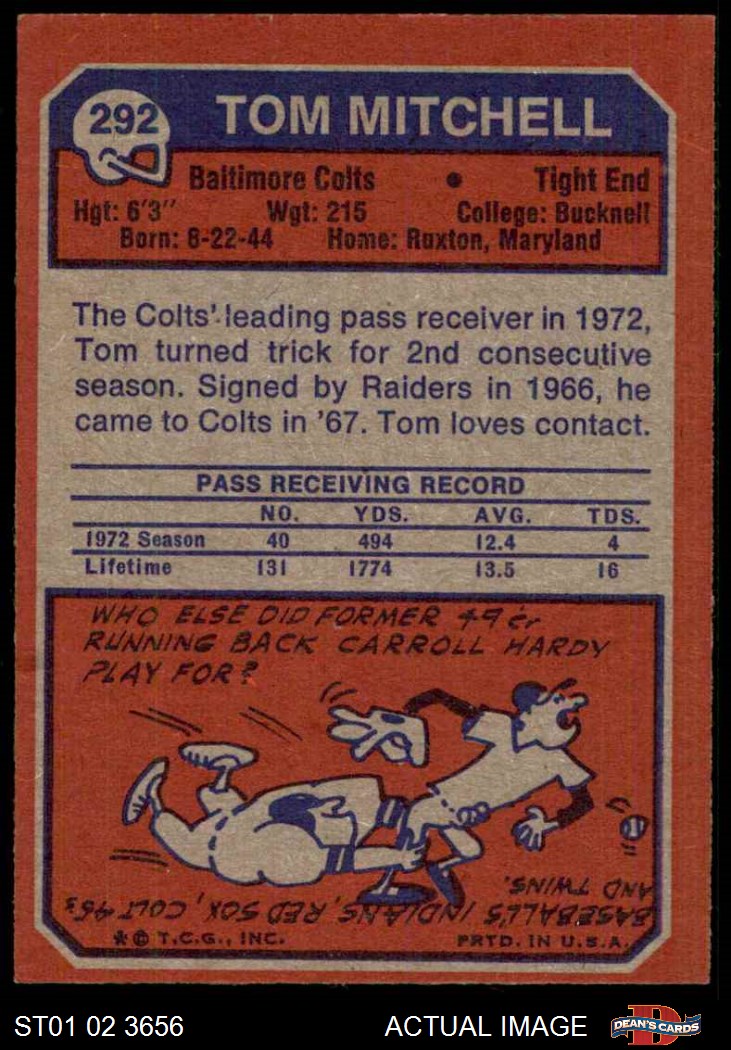 292
TOM MITCHELL
Baltimore Colts • Tight End
Hgt: 6'3" Wgt: 215 College: Bucknell
Born: 8-22-44 Home: Ruxton, Maryland
The Colts' leading pass receiver in 1972,
Tom turned trick for 2nd consecutive
season. Signed by Raiders in 1966, he
came to Colts in '67. Tom loves contact.
PASS RECEIVING RECORD
NO. YDS. AVG. TDS.
1972 Season 40 494 12.4 4
Lifetime 131 1774 13.5 16
WHO ELSE DID FORMER 49er
RUNNING BACK CARROLL HARDY
PLAY FOR?
BASEBALL'S INDIANS, RED SOX, COLT 45s
AND TWINS.
* © T.C.G., INC. PRTD. IN U.S.A.
ST01 02 3656 ACTUAL IMAGE D DEAN'S CARDS